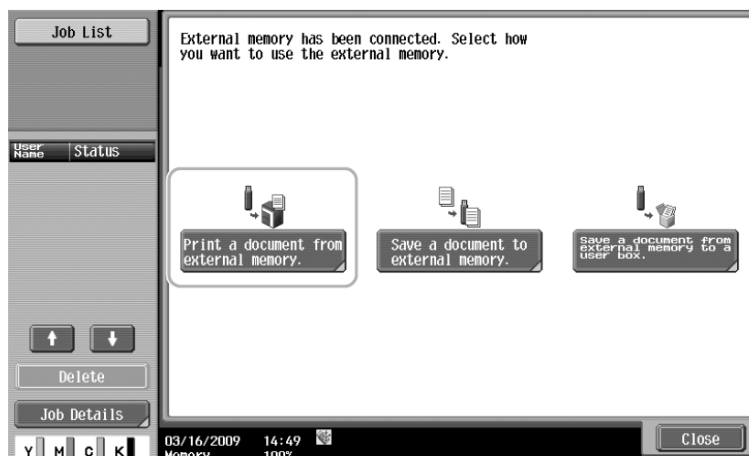 Job List
External memory has been connected. Select how
you want to use the external memory.
User
Name
Status
Print a document from
external memory.
Save a document to
external memory.
Save a document from
external memory to a
user box.
Delete
Job Details
Y M C K
03/16/2009 14:49
Memory 100%
Close